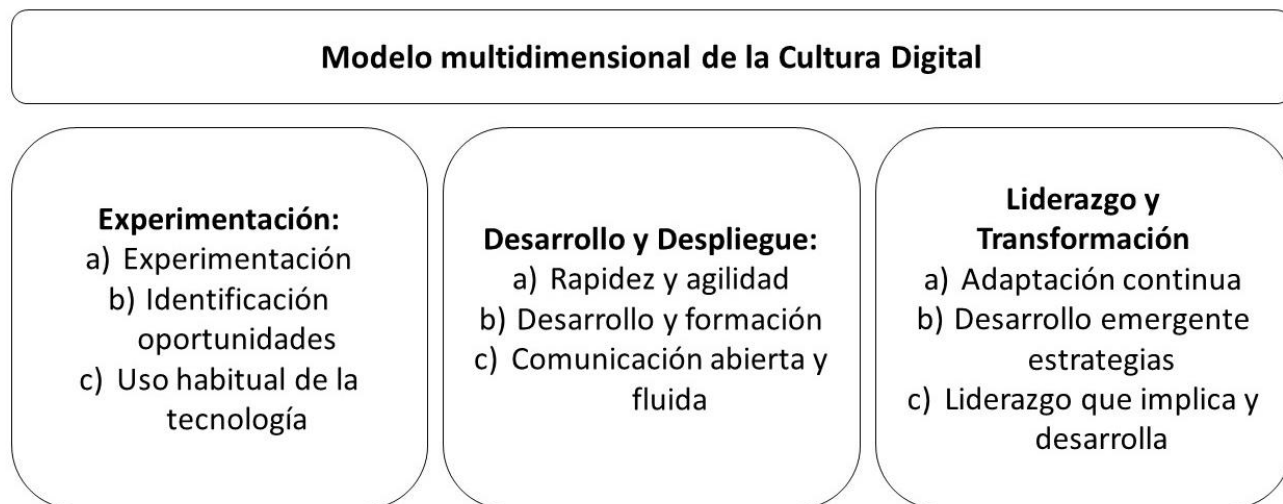 Modelo multidimensional de la Cultura Digital
Experimentación:
a) Experimentación
b) Identificación
oportunidades
c) Uso habitual de la
tecnología
Desarrollo y Despliegue:
a) Rapidez y agilidad
b) Desarrollo y formación
c) Comunicación abierta y
fluida
Liderazgo y
Transformación
a) Adaptación continua
b) Desarrollo emergente
estrategias
c) Liderazgo que implica y
desarrolla